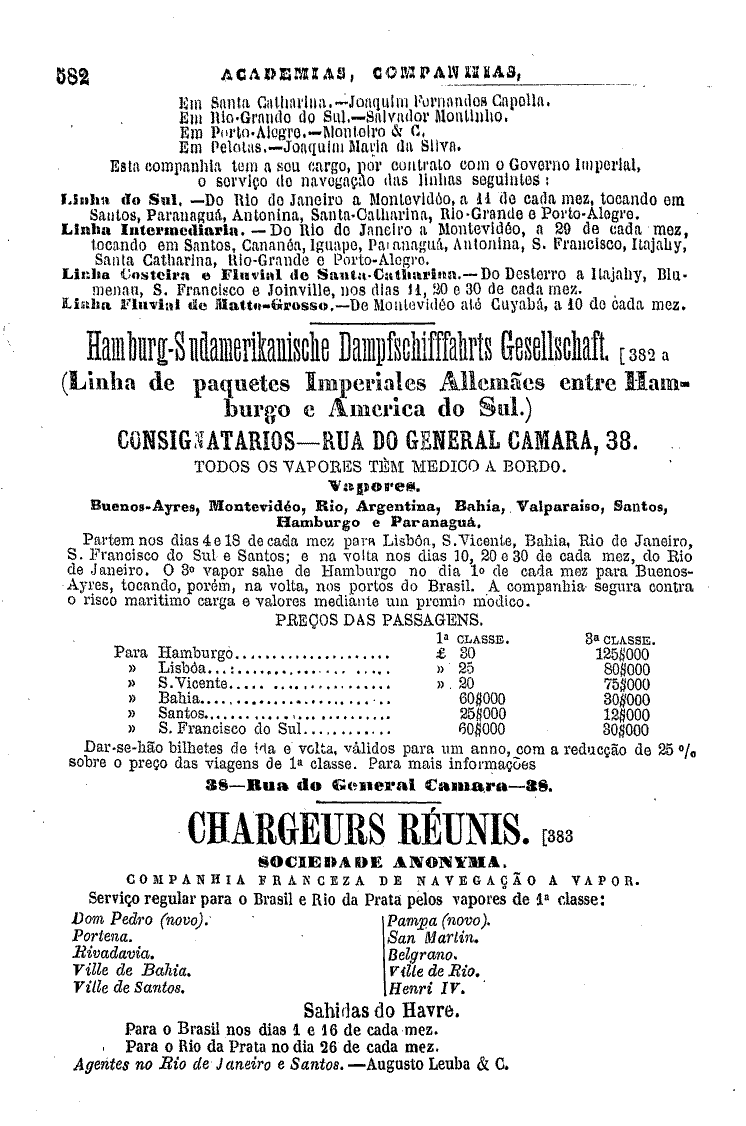 582 ACADEMIAS, COMPANHIAS,
Em Santa Catharina.—Joaquim Fernandos Capella.
Em Rio-Grando do Sul.—Salvador Montinho.
Em Porto-Alegro.—Montoiro & C.
Em Pelotas.—Joaquim Maria da Silva.
Esta companhia tem a sou cargo, por contrato com o Governo Imperial,
o serviço do navegação das linhas seguintes:
Linha do Sul. —Do Rio do Janeiro a Montevidéo, a 11 de cada mez, tocando em
Santos, Paranaguá, Antonina, Santa-Catharina, Rio-Grande e Porto-Alegro.
Linha Intermediaria. —Do Rio do Janeiro a Montevidéo, a 29 de cada mez,
tocando em Santos, Cananéa, Iguape, Paranaguá, Antonina, S. Francisco, Itajahy,
Santa Catharina, Rio-Grande e Porto-Alegro.
Linha Costeira e Fluvial de Santa-Catharina.—Do Desterro a Itajahy, Blu-
menau, S. Francisco e Joinville, nos dias 11, 20 e 30 de cada mez.
Linha Fluvial de Matto-Grosso.—De Montevidéo até Cuyabá, a 10 de cada mez.
Hamburg-Sudamerikanische Dampfschifffahrts Gesellschaft. [382 a
(Linha de paquetes Imperiales Allemães entre Ham-
burgo e America do Sul.)
CONSIGNATARIOS—RUA DO GENERAL CAMARA, 38.
TODOS OS VAPORES TÊM MEDICO A BORDO.
Vapores.
Buenos-Ayres, Montevidéo, Rio, Argentina, Bahia, Valparaiso, Santos,
Hamburgo e Paranaguá.
Partem nos dias 4 e 18 de cada mez para Lisbôa, S. Vicente, Bahia, Rio de Janeiro,
S. Francisco do Sul e Santos; e na volta nos dias 10, 20 e 30 de cada mez, do Rio
de Janeiro. O 3º vapor sahe de Hamburgo no dia 1º de cada mez para Buenos-
Ayres, tocando, porém, na volta, nos portos do Brasil. A companhia segura contra
o risco maritimo carga e valores mediante um premio modico.
PREÇOS DAS PASSAGENS.
1ª CLASSE. 3ª CLASSE.
Para Hamburgo.................... £ 30 125$000
» Lisbôa...:.................... » 25 80$000
» S. Vicente.................... » 20 75$000
» Bahia.................... 60$000 30$000
» Santos.................... 25$000 12$000
» S. Francisco do Sul............ 60$000 30$000
Dar-se-hão bilhetes de ida e volta, válidos para um anno, com a reducção de 25 %
sobre o preço das viagens de 1ª classe. Para mais informações
38—Rua do General Camara—38.
CHARGEURS RÉUNIS. [383
SOCIEDADE ANONYMA.
COMPANHIA FRANCEZA DE NAVEGAÇÃO A VAPOR.
Serviço regular para o Brasil e Rio da Prata pelos vapores de 1ª classe:
Dom Pedro (novo). Pampa (novo).
Portena. San Martin.
Rivadavia. Belgrano.
Ville de Bahia. Ville de Rio.
Ville de Santos. Henri IV.
Sahidas do Havre.
Para o Brasil nos dias 1 e 16 de cada mez.
Para o Rio da Prata no dia 26 de cada mez.
Agentes no Rio de Janeiro e Santos.—Augusto Leuba & C.